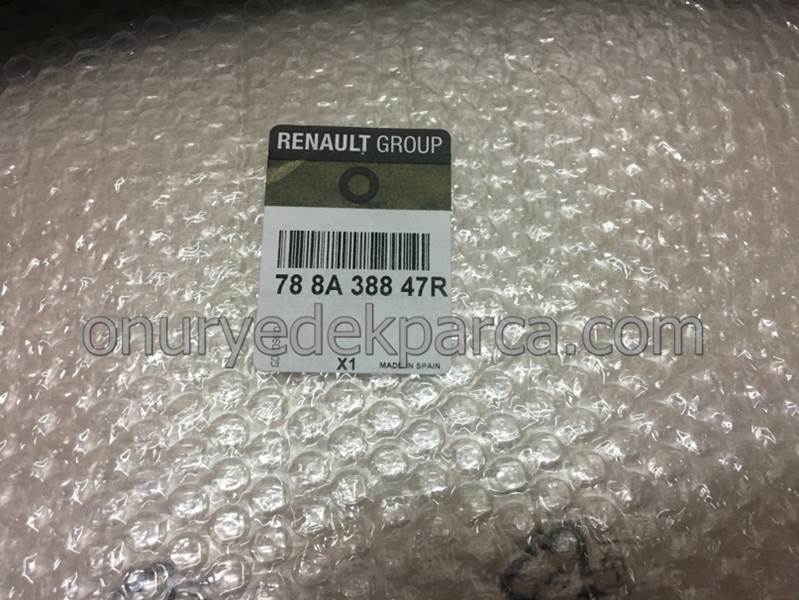 RENAULT GROUP
78 8A 388 47R
onuryedekparca.com
X1
MADE IN SPAIN